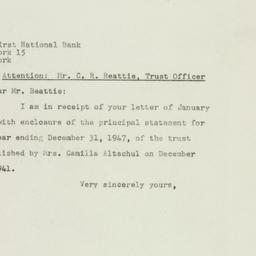 irst National Bank
ork 15
ork
Attention: Mr. C. R. Beattie, Trust Officer
ar Mr. Beattie:
I am in receipt of your letter of January
with enclosure of the principal statement for
ear ending December 31, 1947, of the trust
lished by Mrs. Camilla Altschul on December
941.
Very sincerely yours,